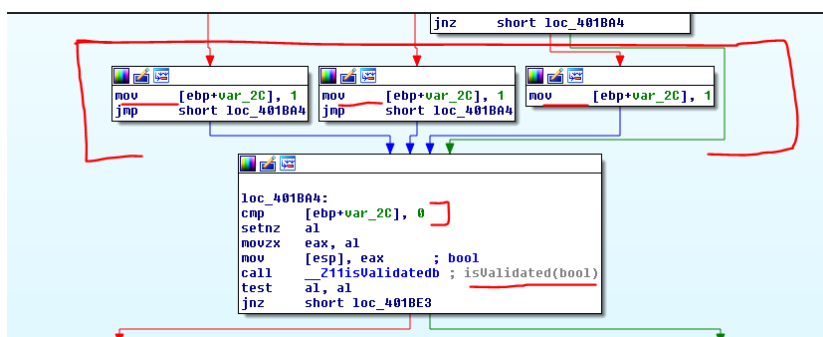 jnz     short loc_401BA4
mov     [ebp+var_2C], 1
jmp     short loc_401BA4
mov     [ebp+var_2C], 1
jmp     short loc_401BA4
mov     [ebp+var_2C], 1
loc_401BA4:
cmp     [ebp+var_2C], 0
setnz   al
movzx   eax, al
mov     [esp], eax      ; bool
call    __Z11isValidatedb ; isValidated(bool)
test    al, al
jnz     short loc_401BE3